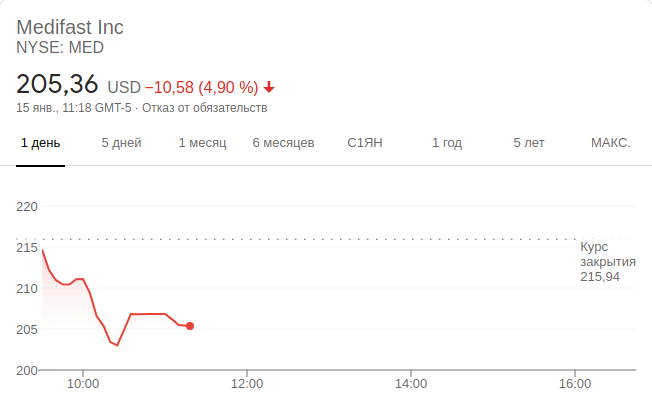 Medifast Inc
NYSE: MED
205,36 USD −10,58 (4,90 %)
15 янв., 11:18 GMT-5 · Отказ от обязательств
1 день 5 дней 1 месяц 6 месяцев С1ЯН 1 год 5 лет МАКС.
220
215
210
205
200
Курс
закрытия
215,94
10:00 12:00 14:00 16:00